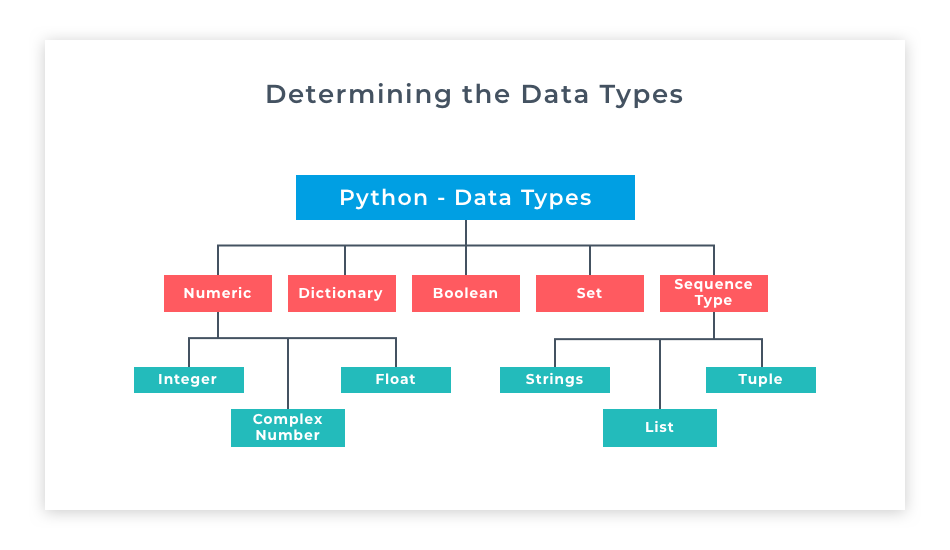 Determining the Data Types
Python - Data Types
Numeric
Dictionary
Boolean
Set
Sequence
Type
Integer
Float
Strings
Tuple
Complex
Number
List